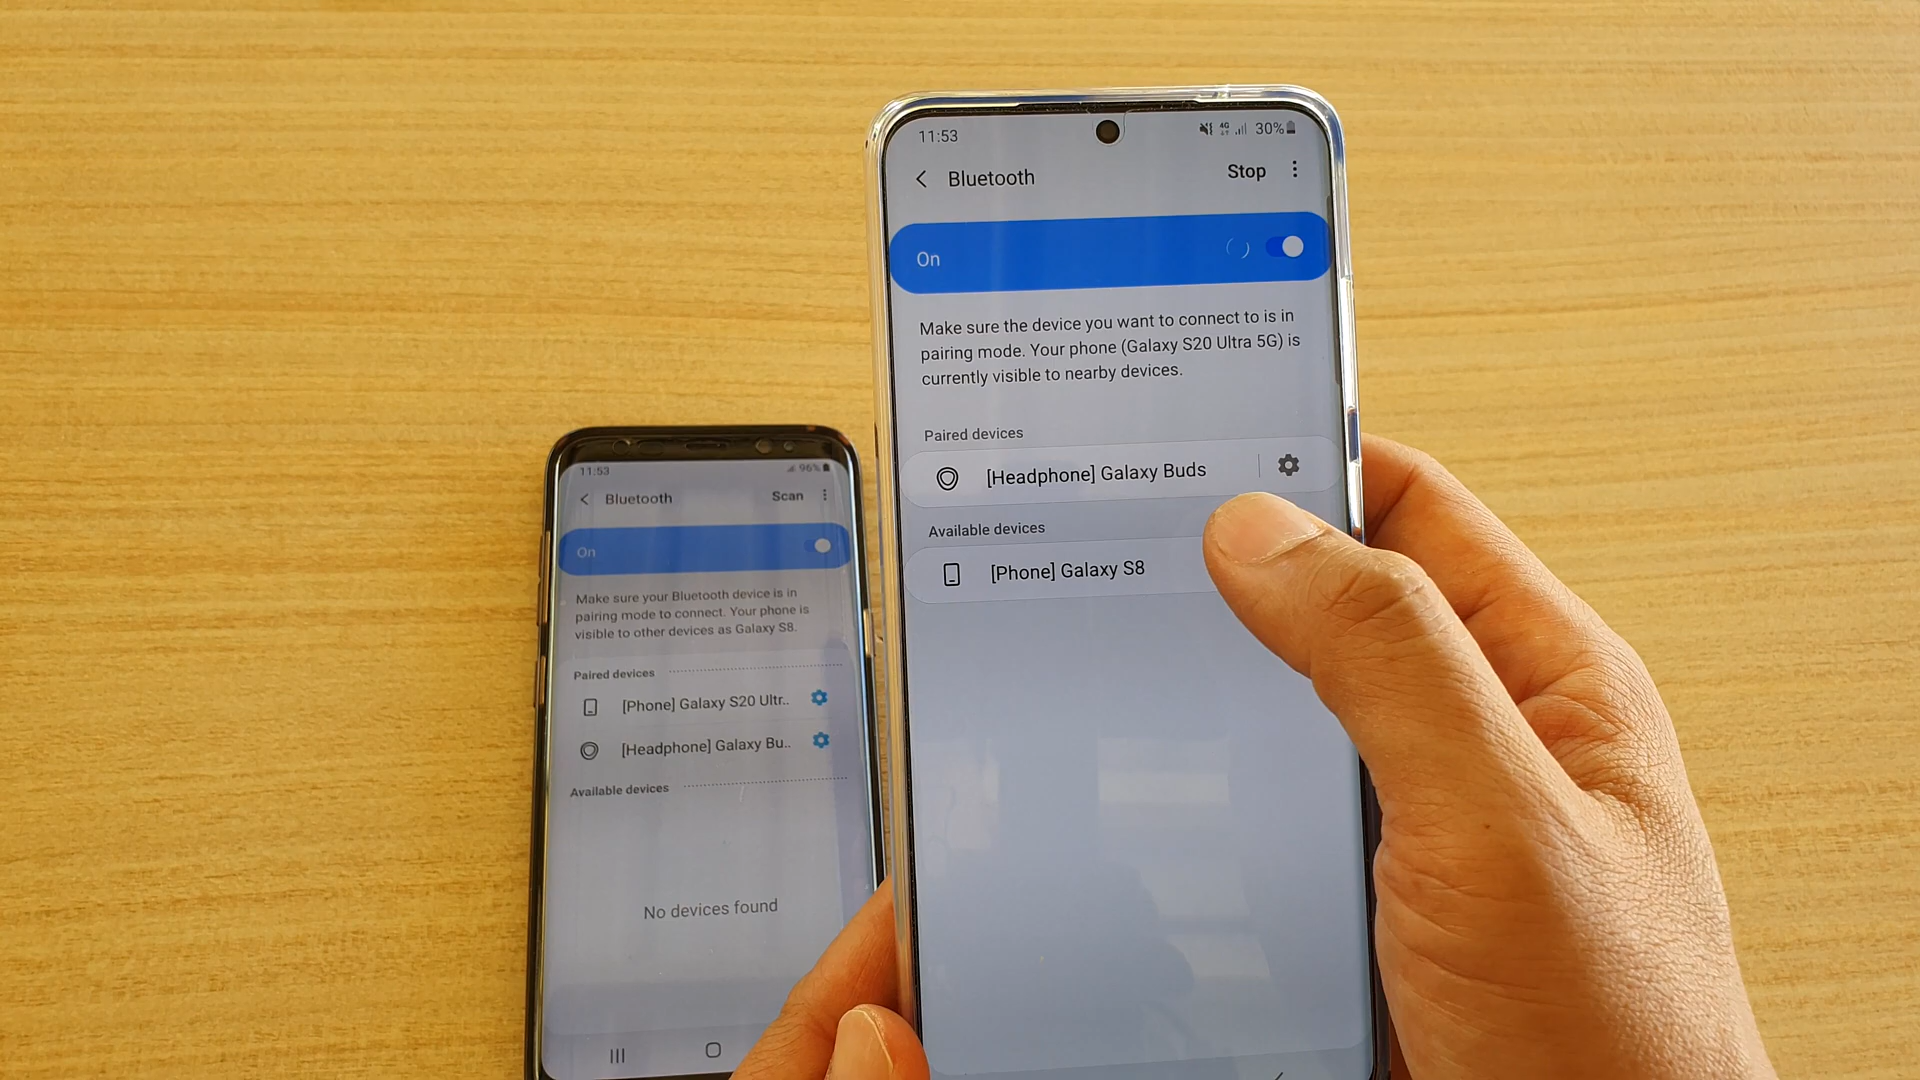 11:53
96%
Bluetooth
Scan
On
Make sure your Bluetooth device is in
pairing mode to connect. Your phone is
visible to other devices as Galaxy S8.
Paired devices
[Phone] Galaxy S20 Ultr..
[Headphone] Galaxy Bu..
Available devices
No devices found
11:53
4G
30%
Bluetooth
Stop
On
Make sure the device you want to connect to is in
pairing mode. Your phone (Galaxy S20 Ultra 5G) is
currently visible to nearby devices.
Paired devices
[Headphone] Galaxy Buds
Available devices
[Phone] Galaxy S8